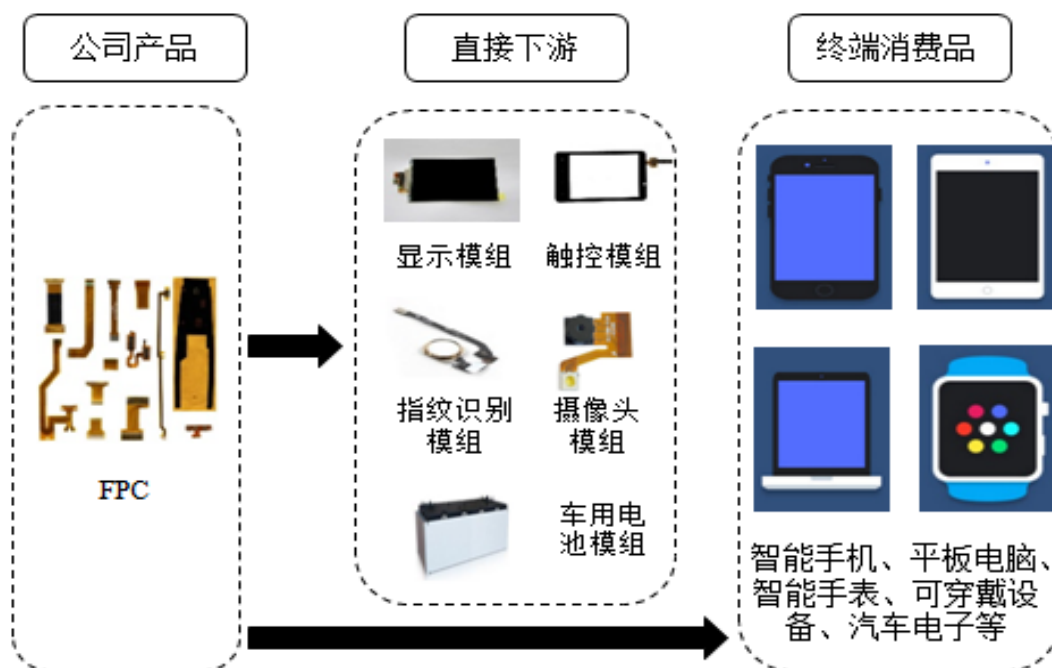 公司产品
直接下游
终端消费品
FPC
显示模组
触控模组
指纹识别
模组
摄像头
模组
车用电
池模组
智能手机、平板电脑、
智能手表、可穿戴设
备、汽车电子等